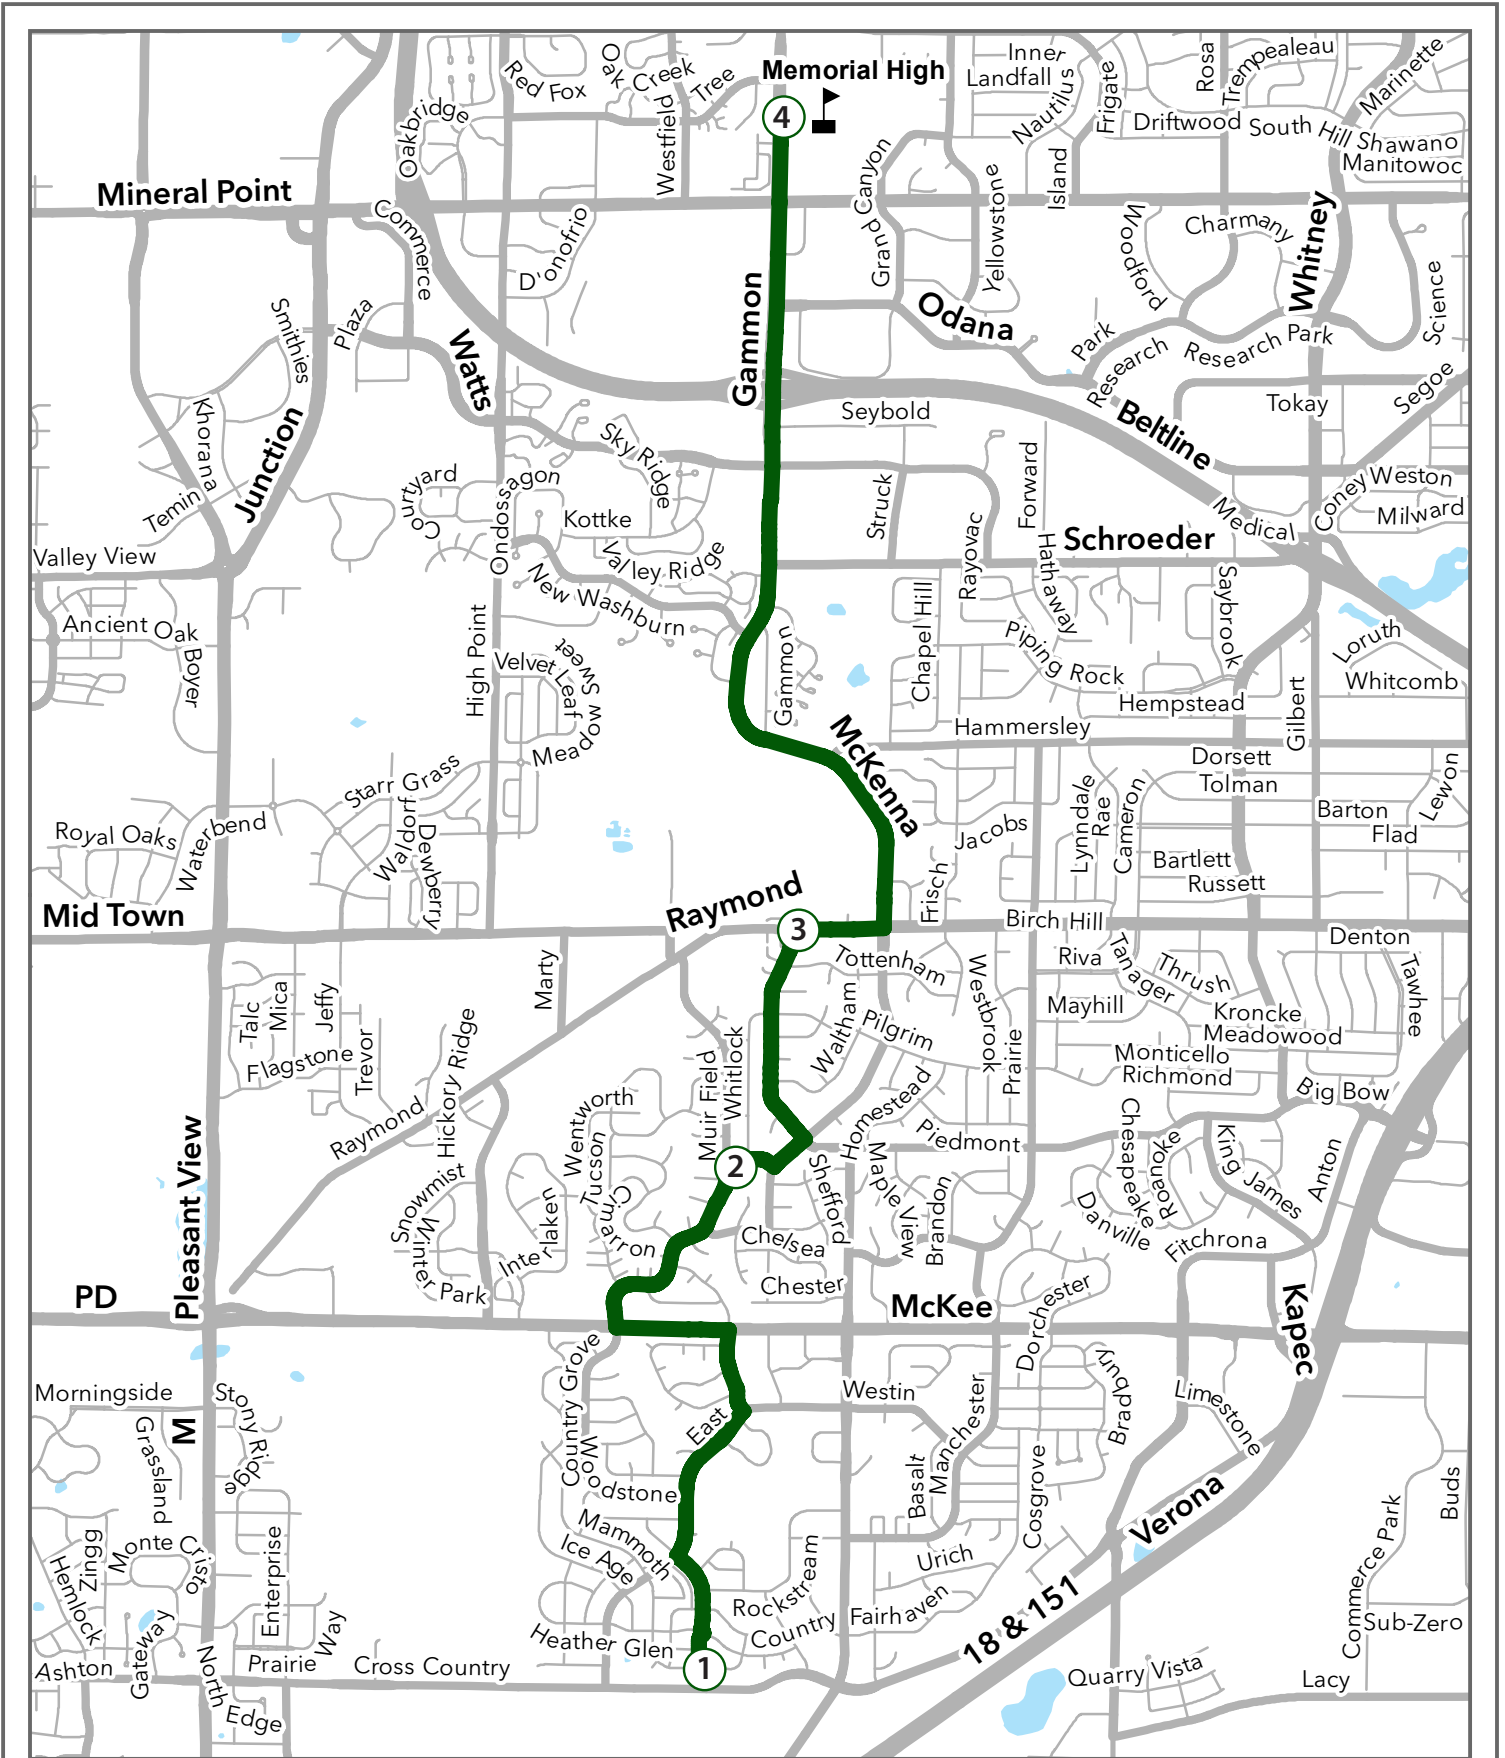 Memorial High
4
Inner
Landfall
Nautilus
Frigate
Rosa
Trempealeau
Marinette
Red Fox
Oak
Creek
Tree
Westfield
Oakbridge
Driftwood
South
Hill
Shawano
Manitowoc
Island
Yellowstone
Grand Canyon
Mineral Point
Commerce
D'onofrio
Woodford
Charmany
Whitney
Science
Smithies
Plaza
Watts
Gammon
Odana
Park
Research
Research Park
Segoe
Tokay
Seybold
Beltline
Khorana
Junction
Temin
Courtyard
Ondossagon
Sky Ridge
Kottke
Valley Ridge
New Washburn
Struck
Rayovac
Forward
Hathaway
Schroeder
Medical
Coney
Weston
Milward
Valley View
Ancient Oak
Boyer
High Point
Velvet Leaf
Sweet Meadow
Meadow
Gammon
Chapel Hill
Piping Rock
Saybrook
Hempstead
Gilbert
Loruth
Whitcomb
Hammersley
McKenna
Dorsett
Tolman
Barton
Flad
Lewon
Starr Grass
Waldorf
Dewberry
Royal Oaks
Waterbend
Jacobs
Frisch
Lynndale
Rae
Cameron
Bartlett
Russett
Mid Town
Raymond
3
Birch Hill
Denton
Tottenham
Riva
Tanager
Thrush
Tawhee
Marty
Talc
Mica
Jeffy
Flagstone
Trevor
Hickory Ridge
Raymond
Waltham
Pilgrim
Westbrook
Prairie
Mayhill
Kroncke
Meadowood
Monticello
Richmond
Big Bow
Muir Field
Whitlock
Wentworth
Tucson
Cimarron
Homestead
Piedmont
2
Shefford
Maple View
Brandon
Chesapeake
Roanoke
Danville
King James
Anton
Fitchrona
Snowmist
Winter Park
Interlaken
Chelsea
Chester
Pleasant View
PD
McKee
Dorchester
Kapec
Morningside
Stony Ridge
M
Grassland
Country Grove
Woodstone
East
Westin
Manchester
Basalt
Cosgrove
Bradbury
Limestone
Verona
Buds
Commerce Park
Sub-Zero
Monte Cristo
Zingg
Hemlock
Enterprise
Mammoth
Ice Age
Rockstream
Urich
Fairhaven
Country
18 & 151
Heather Glen
1
Way
Prairie
Gateway
Ashton
Cross Country
North
Edge
Quarry Vista
Lacy